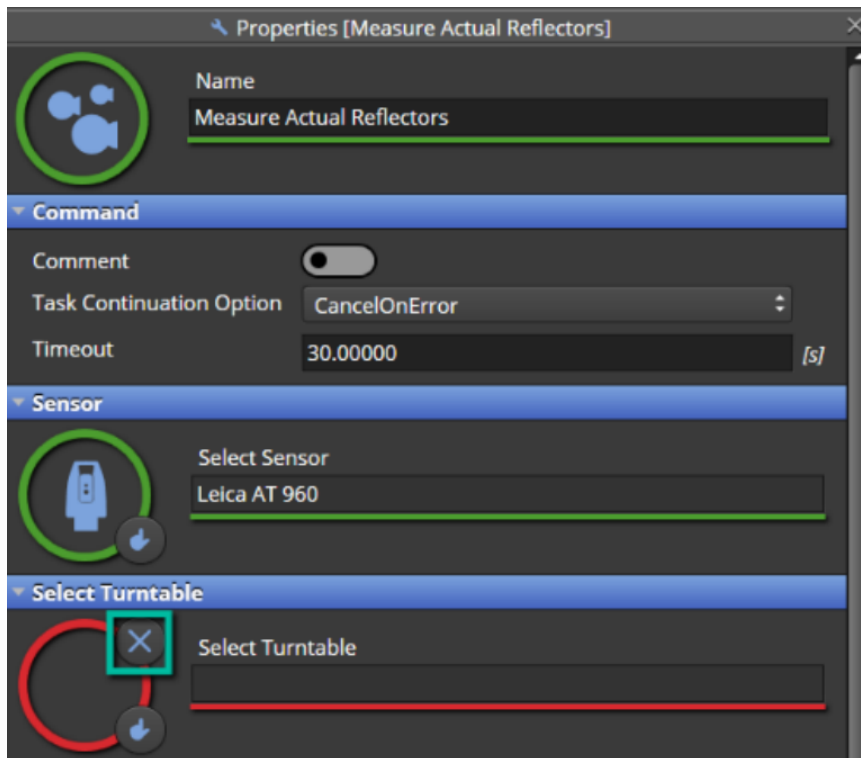 Properties [Measure Actual Reflectors]
Name
Measure Actual Reflectors
Command
Comment
Task Continuation Option CancelOnError
Timeout 30.00000 [s]
Sensor
Select Sensor
Leica AT 960
Select Turntable
Select Turntable